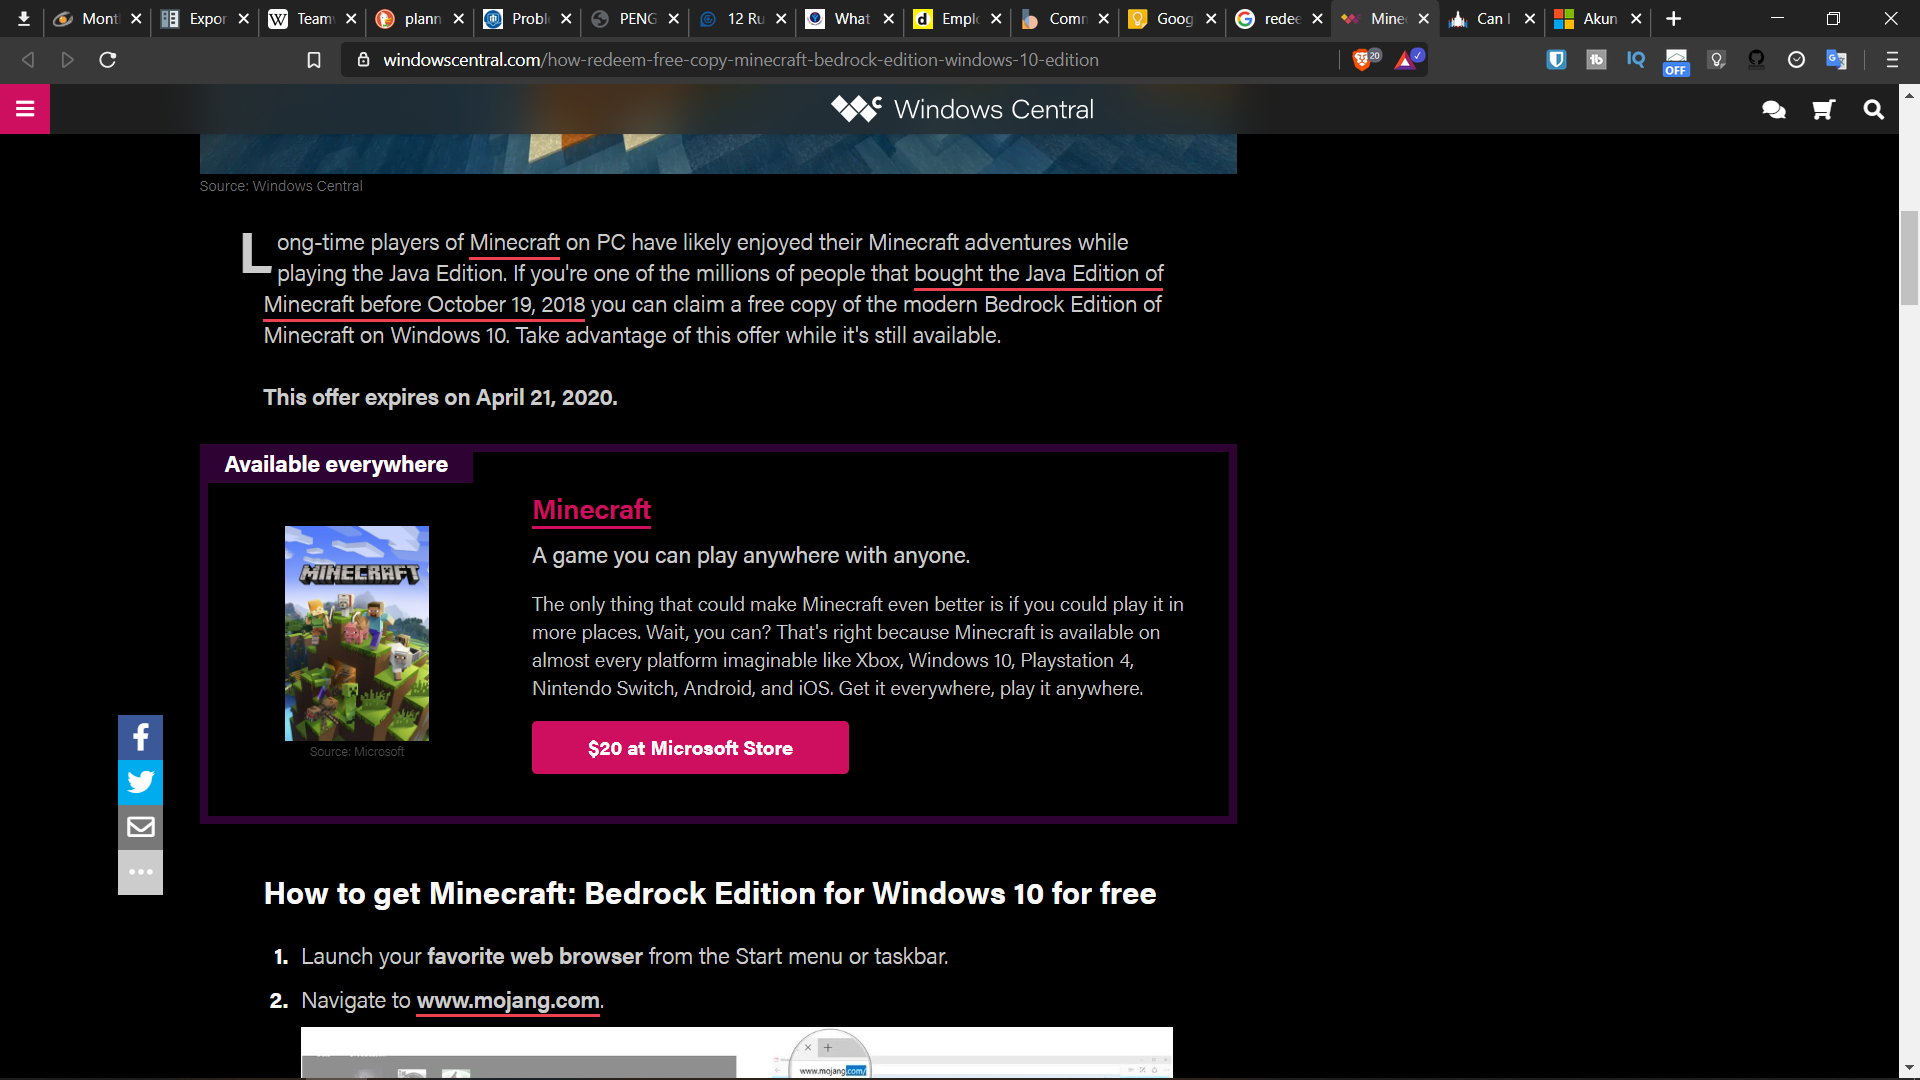 Mont
Expor
Team
plann
Probl
PENG
12 Ru
What
Emplo
Comm
Goog
redee
Mine
Can I
Akun
windowscentral.com/how-redeem-free-copy-minecraft-bedrock-edition-windows-10-edition
20
OFF
Windows Central
Source: Windows Central
Long-time players of Minecraft on PC have likely enjoyed their Minecraft adventures while
playing the Java Edition. If you're one of the millions of people that bought the Java Edition of
Minecraft before October 19, 2018 you can claim a free copy of the modern Bedrock Edition of
Minecraft on Windows 10. Take advantage of this offer while it's still available.
This offer expires on April 21, 2020.
Available everywhere
MINECRAFT
Source: Microsoft
Minecraft
A game you can play anywhere with anyone.
The only thing that could make Minecraft even better is if you could play it in
more places. Wait, you can? That's right because Minecraft is available on
almost every platform imaginable like Xbox, Windows 10, Playstation 4,
Nintendo Switch, Android, and iOS. Get it everywhere, play it anywhere.
$20 at Microsoft Store
How to get Minecraft: Bedrock Edition for Windows 10 for free
1. Launch your favorite web browser from the Start menu or taskbar.
2. Navigate to www.mojang.com.
www.mojang.com/